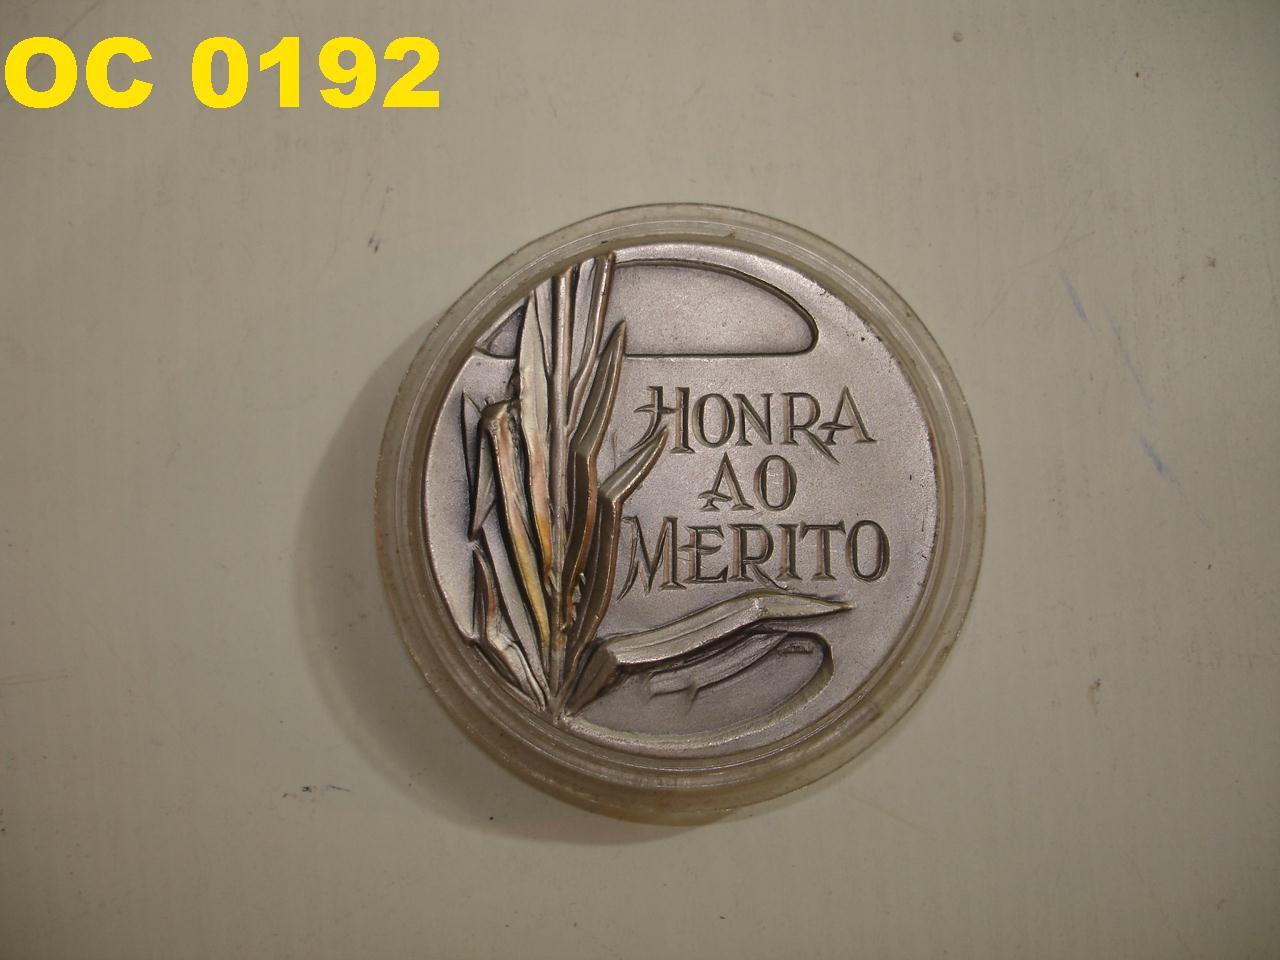 OC 0192
HONRA
AO
MERITO